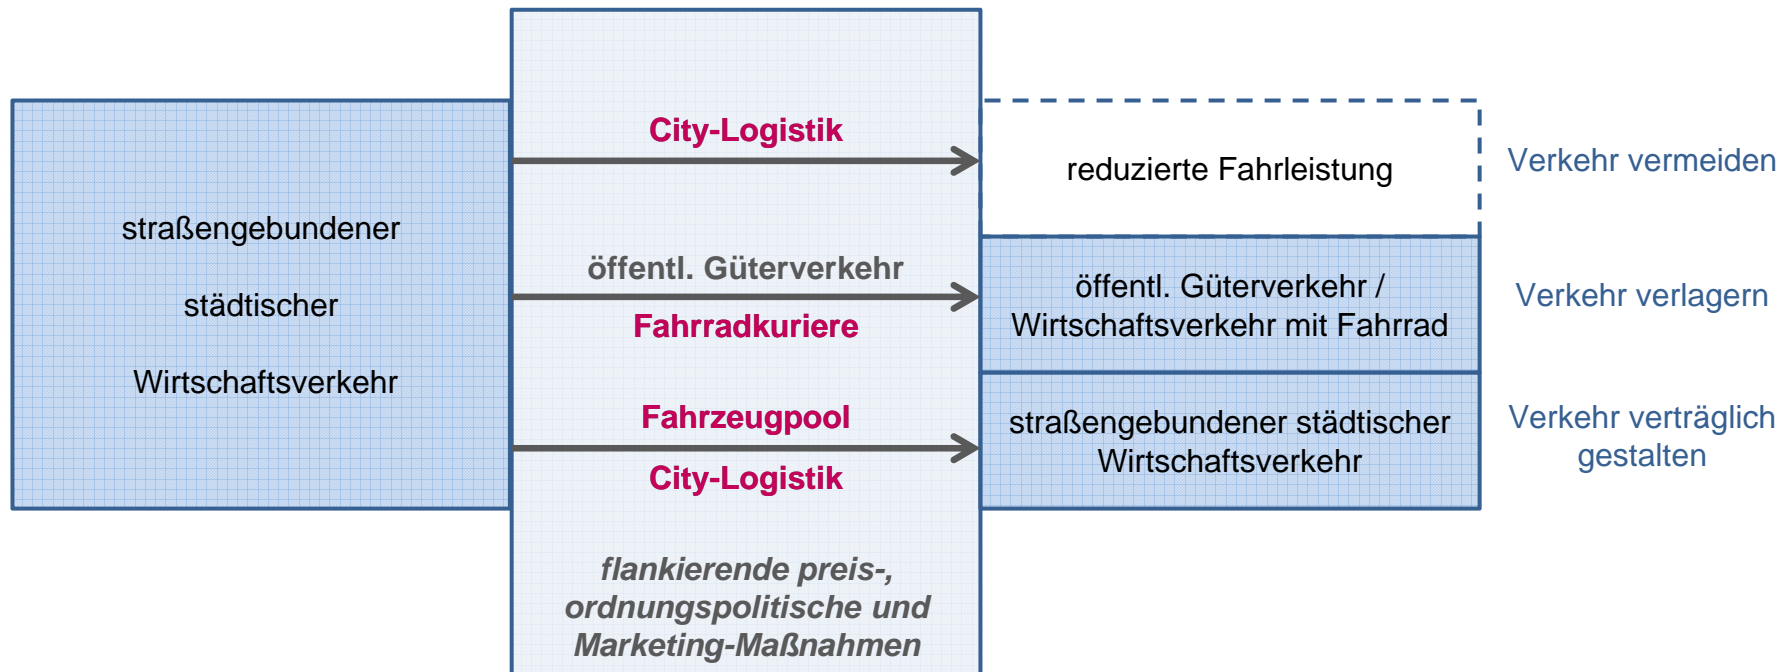 straßengebundener
städtischer
Wirtschaftsverkehr
City-Logistik
öffentl. Güterverkehr
Fahrradkuriere
Fahrzeugpool
City-Logistik
flankierende preis-,
ordnungspolitische und
Marketing-Maßnahmen
reduzierte Fahrleistung
öffentl. Güterverkehr /
Wirtschaftsverkehr mit Fahrrad
straßengebundener städtischer
Wirtschaftsverkehr
Verkehr vermeiden
Verkehr verlagern
Verkehr verträglich
gestalten